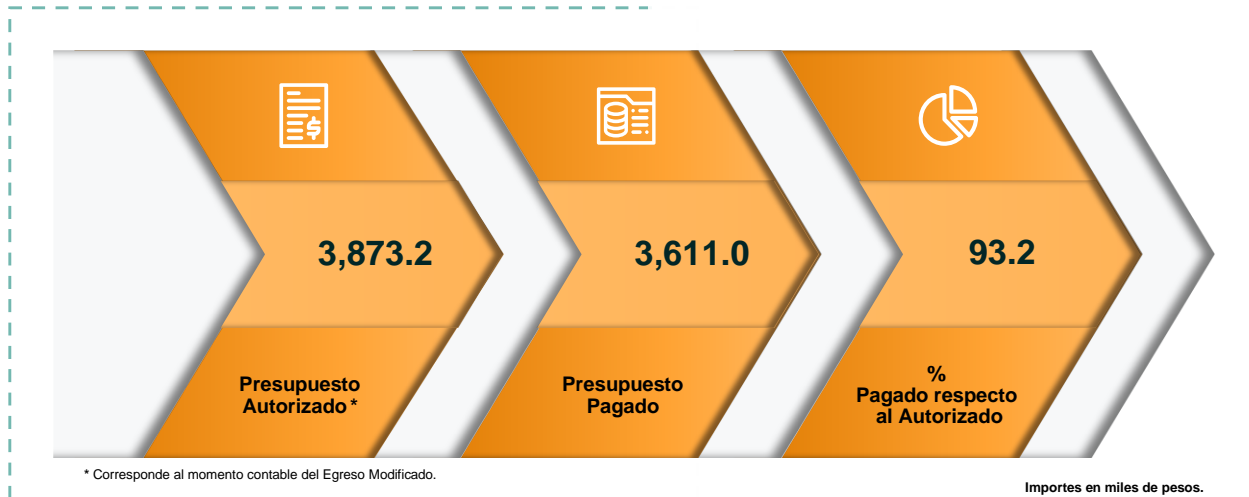 3,873.2
3,611.0
93.2
Presupuesto
Autorizado *
Presupuesto
Pagado
%
Pagado respecto
al Autorizado
* Corresponde al momento contable del Egreso Modificado.
Importes en miles de pesos.